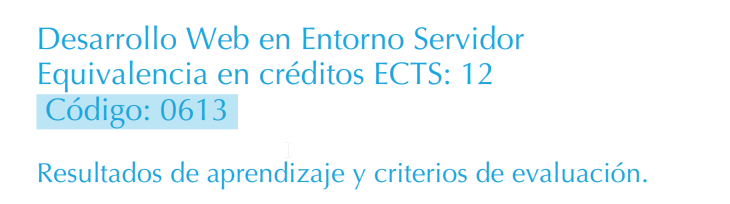 Desarrollo Web en Entorno Servidor
Equivalencia en créditos ECTS: 12
Código: 0613
Resultados de aprendizaje y criterios de evaluación.